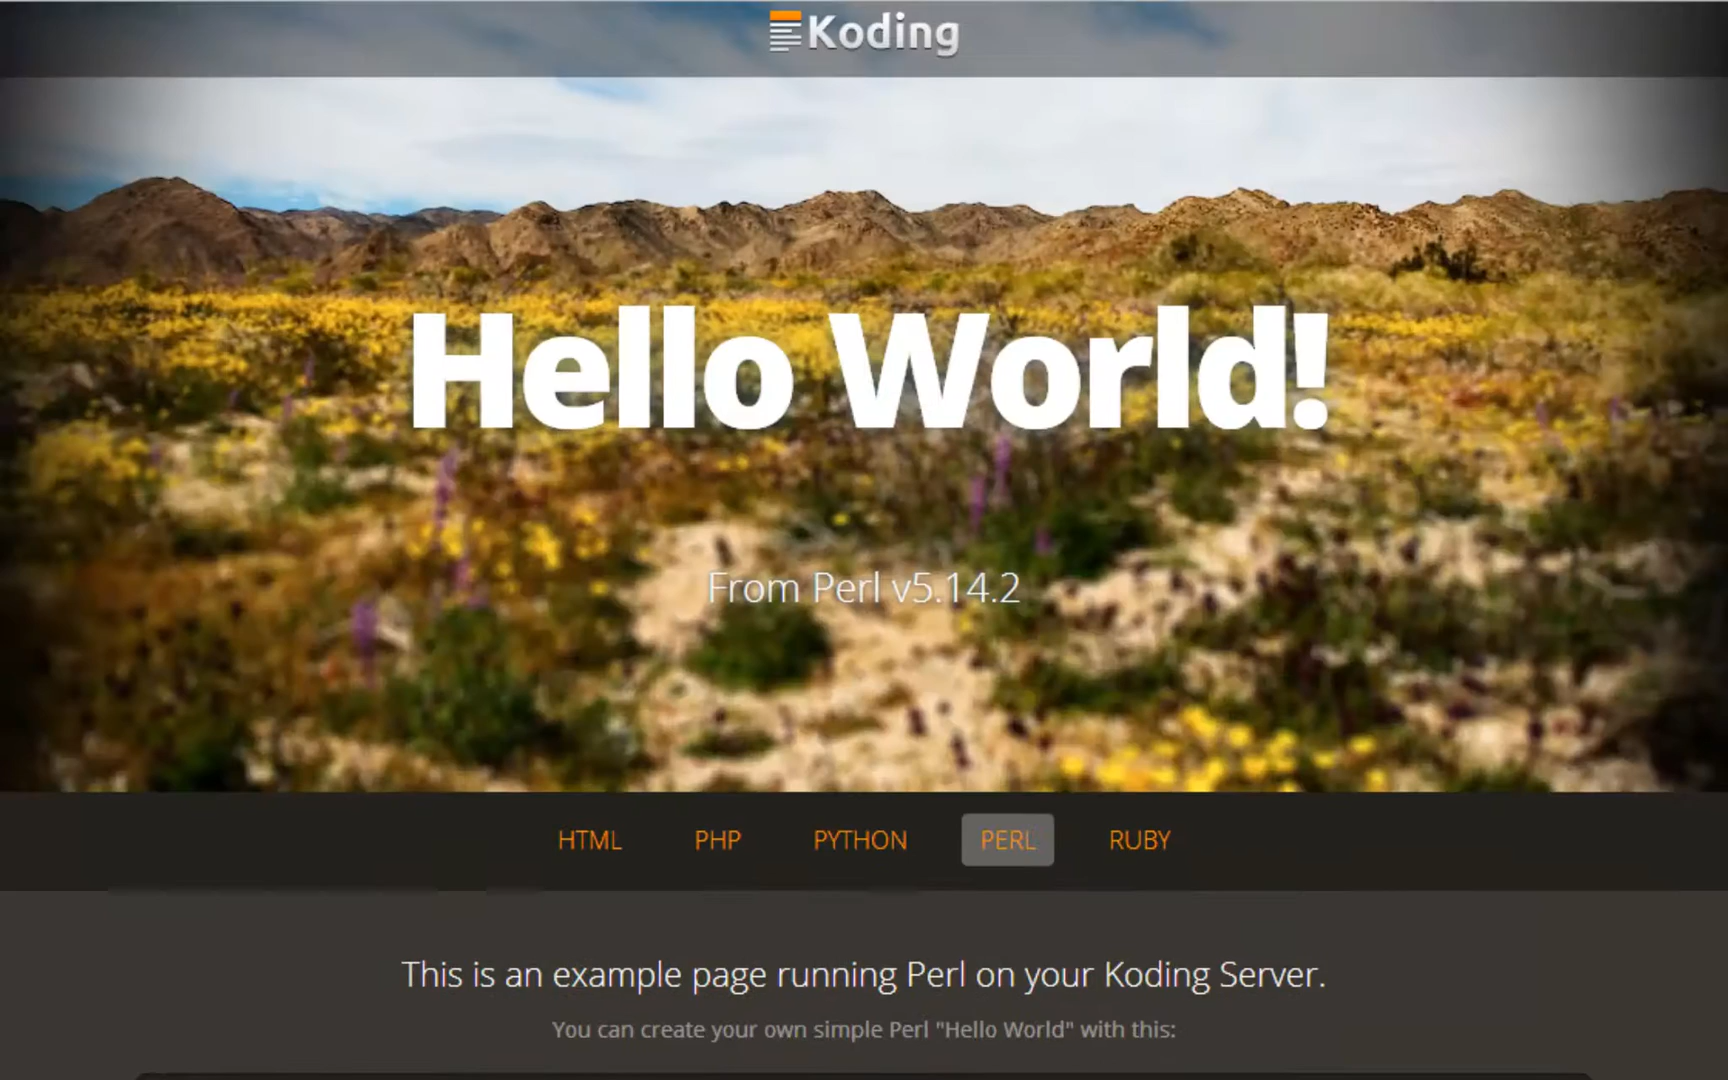 Koding
Hello World!
From Perl v5.14.2
HTML PHP PYTHON PERL RUBY
This is an example page running Perl on your Koding Server.
You can create your own simple Perl "Hello World" with this: